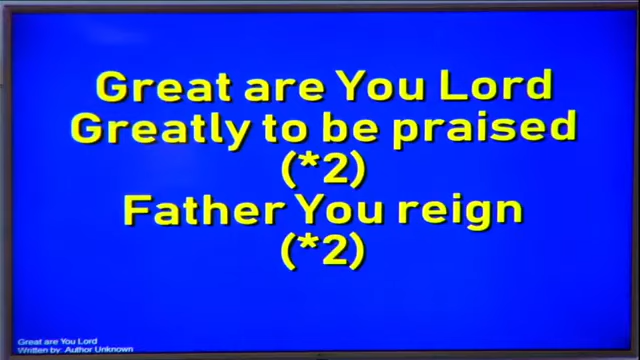 Great are You Lord
Greatly to be praised
(*2)
Father You reign
(*2)
Great are You Lord
Written by: Author Unknown